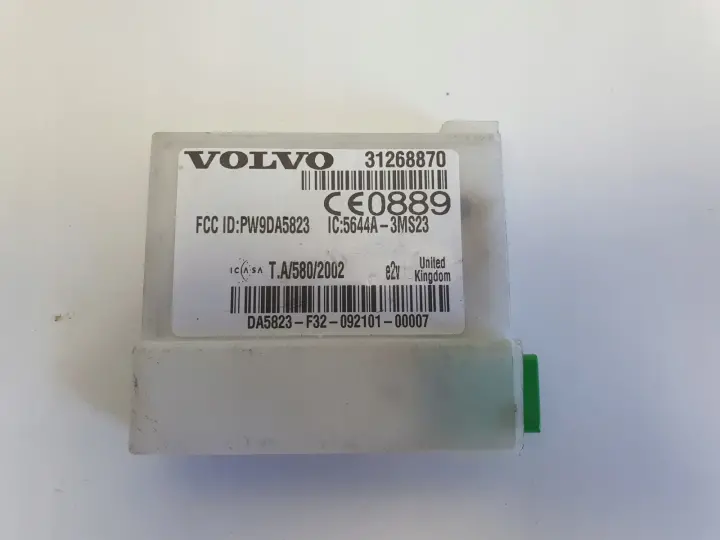 VOLVO 31268870
CE0889
FCC ID:PW9DA5823 IC:5644A-3MS23
ICASA T.A/580/2002 e2v United Kingdom
DA5823-F32-092101-00007